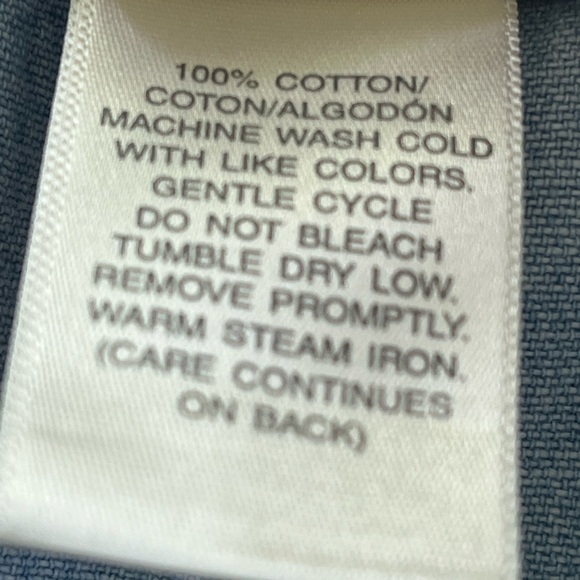 100% COTTON/
COTON/ALGODÓN
MACHINE WASH COLD
WITH LIKE COLORS.
GENTLE CYCLE
DO NOT BLEACH
TUMBLE DRY LOW.
REMOVE PROMPTLY.
WARM STEAM IRON.
(CARE CONTINUES
ON BACK)